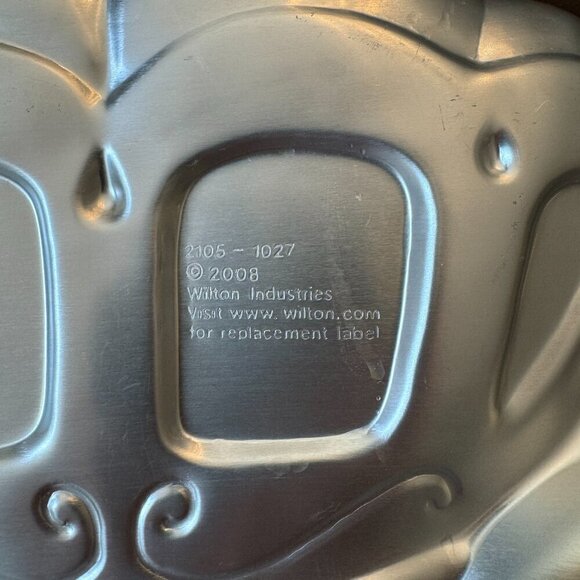 2105 - 1027
© 2008
Wilton Industries
Visit www.wilton.com
for replacement label